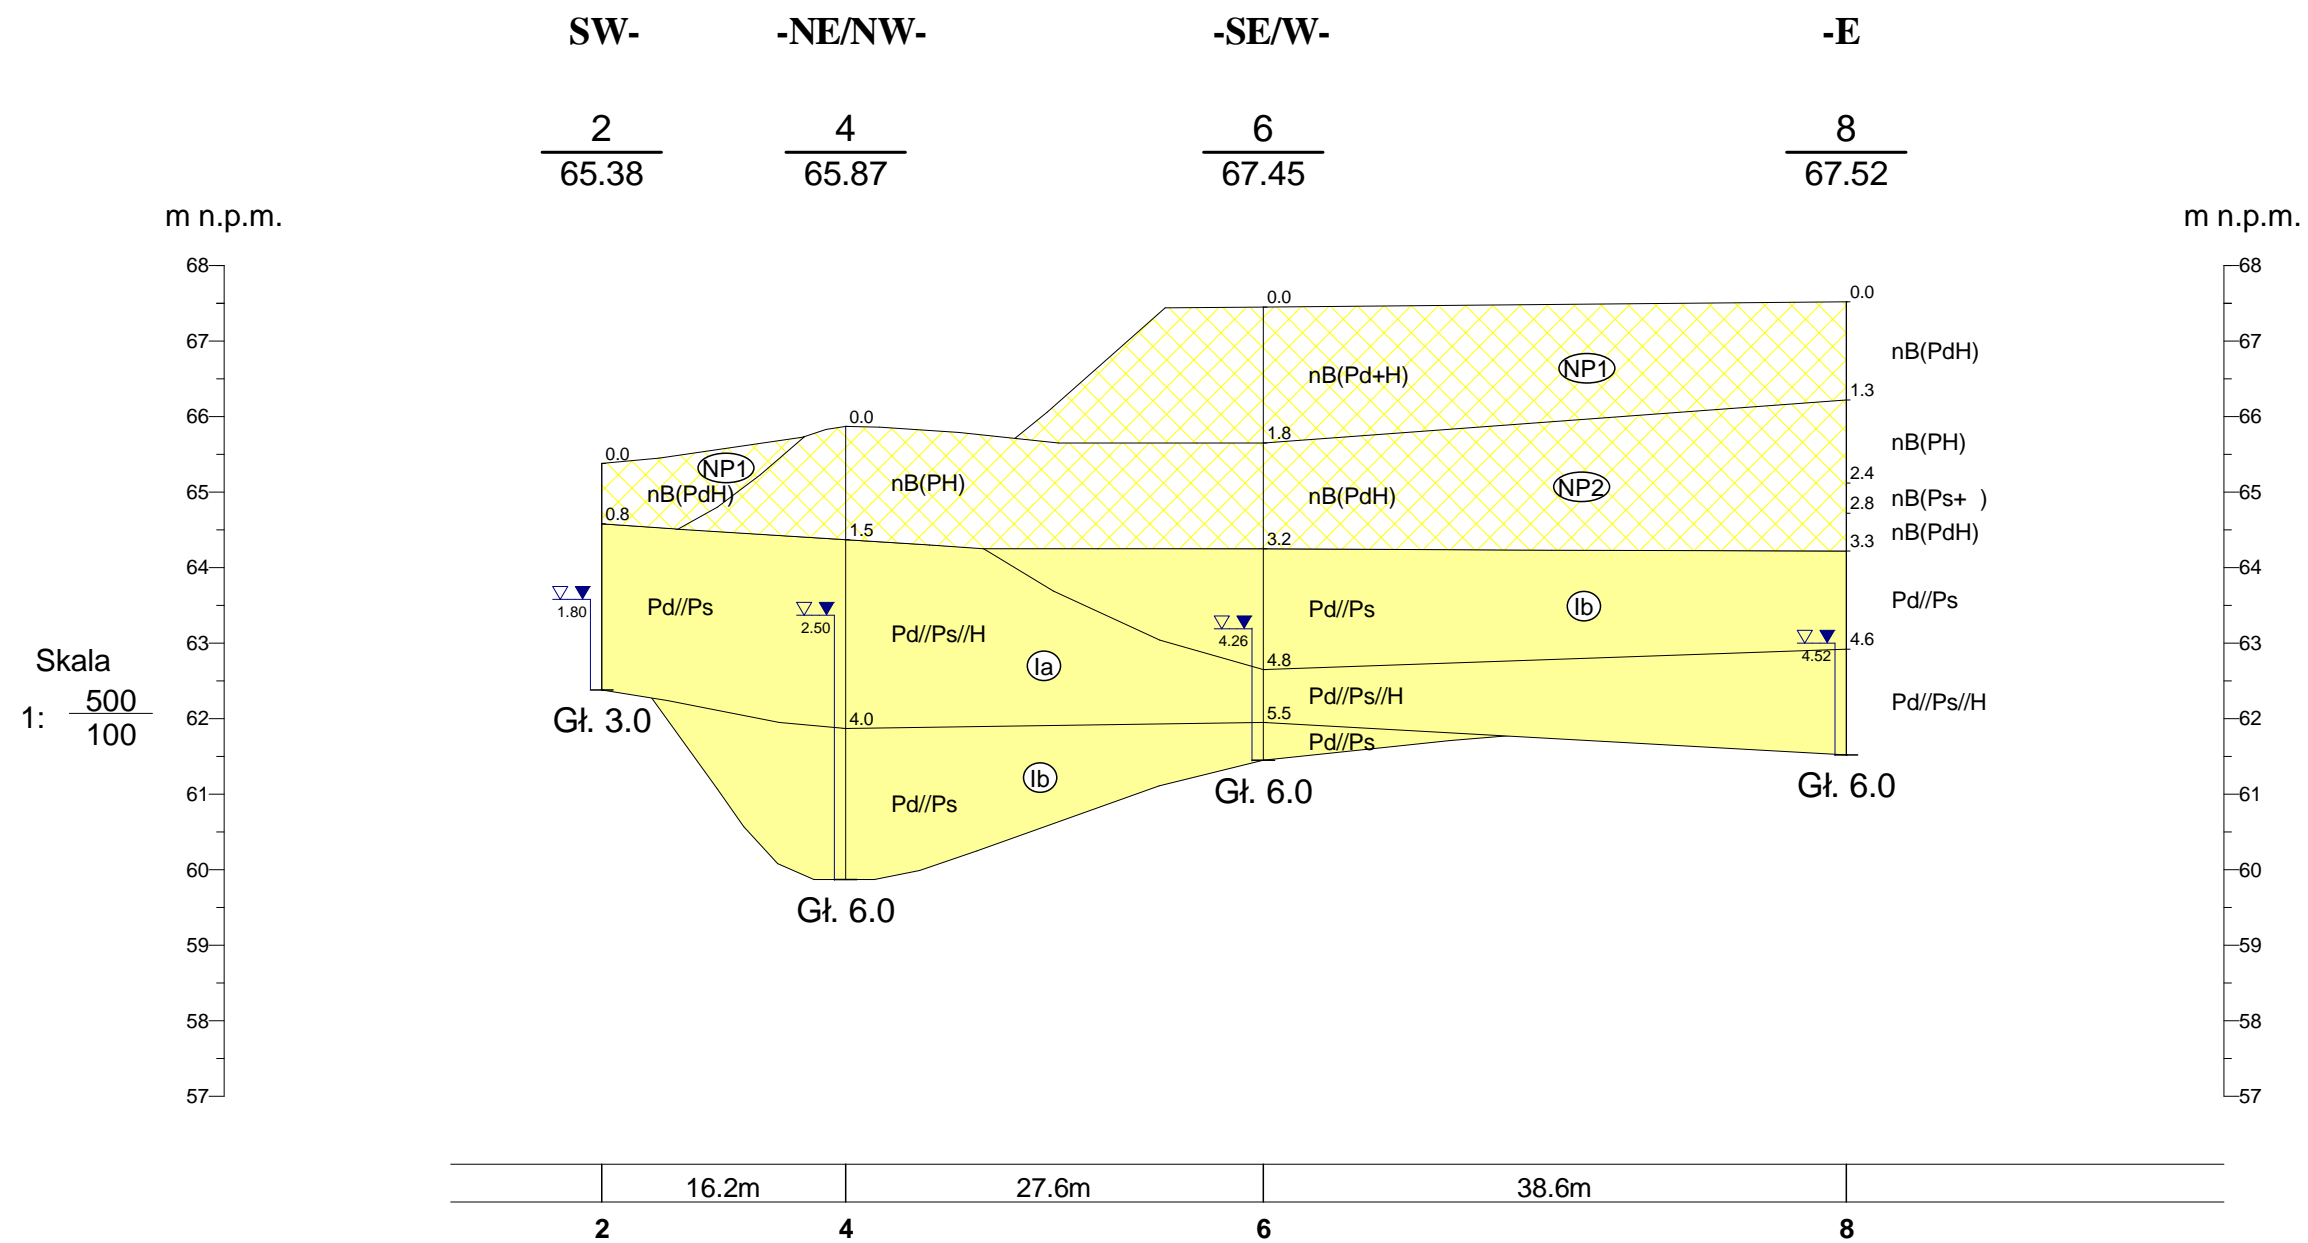 SW- -NE/NW- -SE/W- -E
2 4 6 8
65.38 65.87 67.45 67.52
m n.p.m. m n.p.m.
68 68
0.0 0.0
67 67
nB(PdH)
nB(Pd+H) NP1
1.3
66 66
0.0
1.8
nB(PH)
0.0
NP1
2.4
nB(PH) NP2
65 65
nB(PdH) nB(PdH) 2.8 nB(Ps+ )
0.8
1.5 3.2 3.3 nB(PdH)
64 64
1.80 Pd//Ps 2.50 Pd//Ps Ib Pd//Ps
Pd//Ps//H 4.26 4.52 4.6
63 63
Skala Ia 4.8
500 Pd//Ps//H Pd//Ps//H
1:
100
62 62
Gł. 3.0 4.0 5.5
Pd//Ps
Ib Gł. 6.0 Gł. 6.0
61 61
Pd//Ps
60 60
Gł. 6.0
59 59
58 58
57 57
16.2m 27.6m 38.6m
2 4 6 8